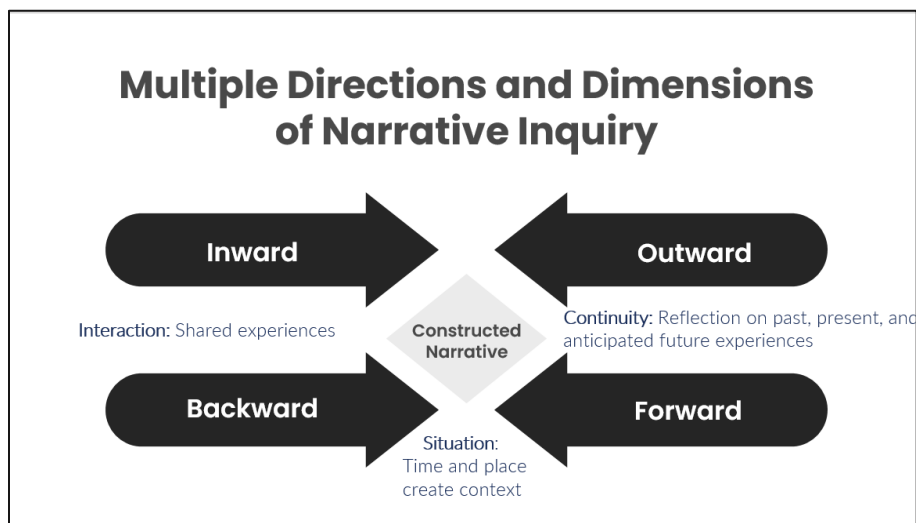 Multiple Directions and Dimensions
of Narrative Inquiry
Inward
Outward
Interaction: Shared experiences
Constructed
Narrative
Continuity: Reflection on past, present, and
anticipated future experiences
Backward
Forward
Situation:
Time and place
create context